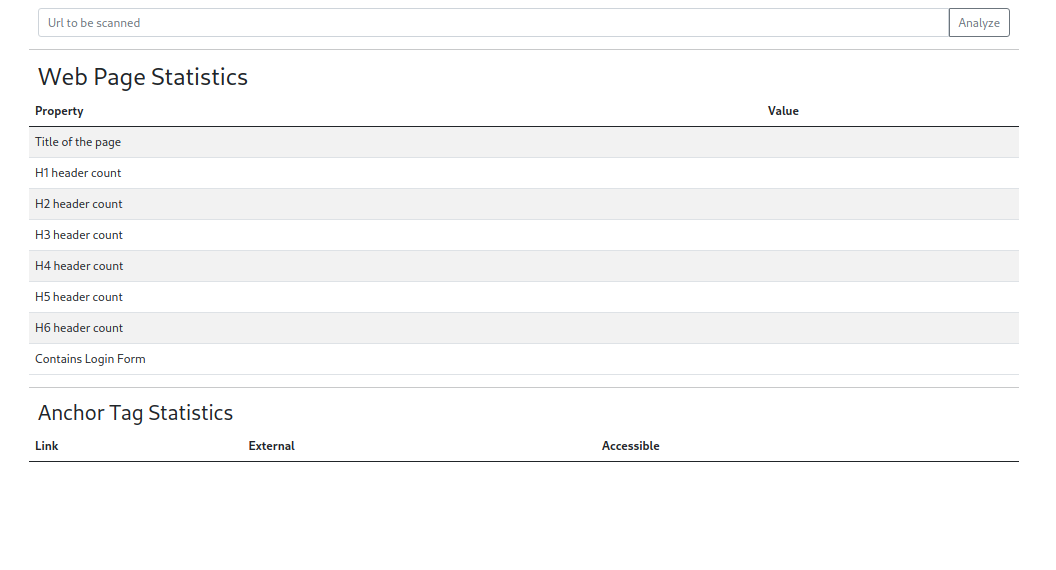 Url to be scanned Analyze
Web Page Statistics
Property Value
Title of the page
H1 header count
H2 header count
H3 header count
H4 header count
H5 header count
H6 header count
Contains Login Form
Anchor Tag Statistics
Link External Accessible